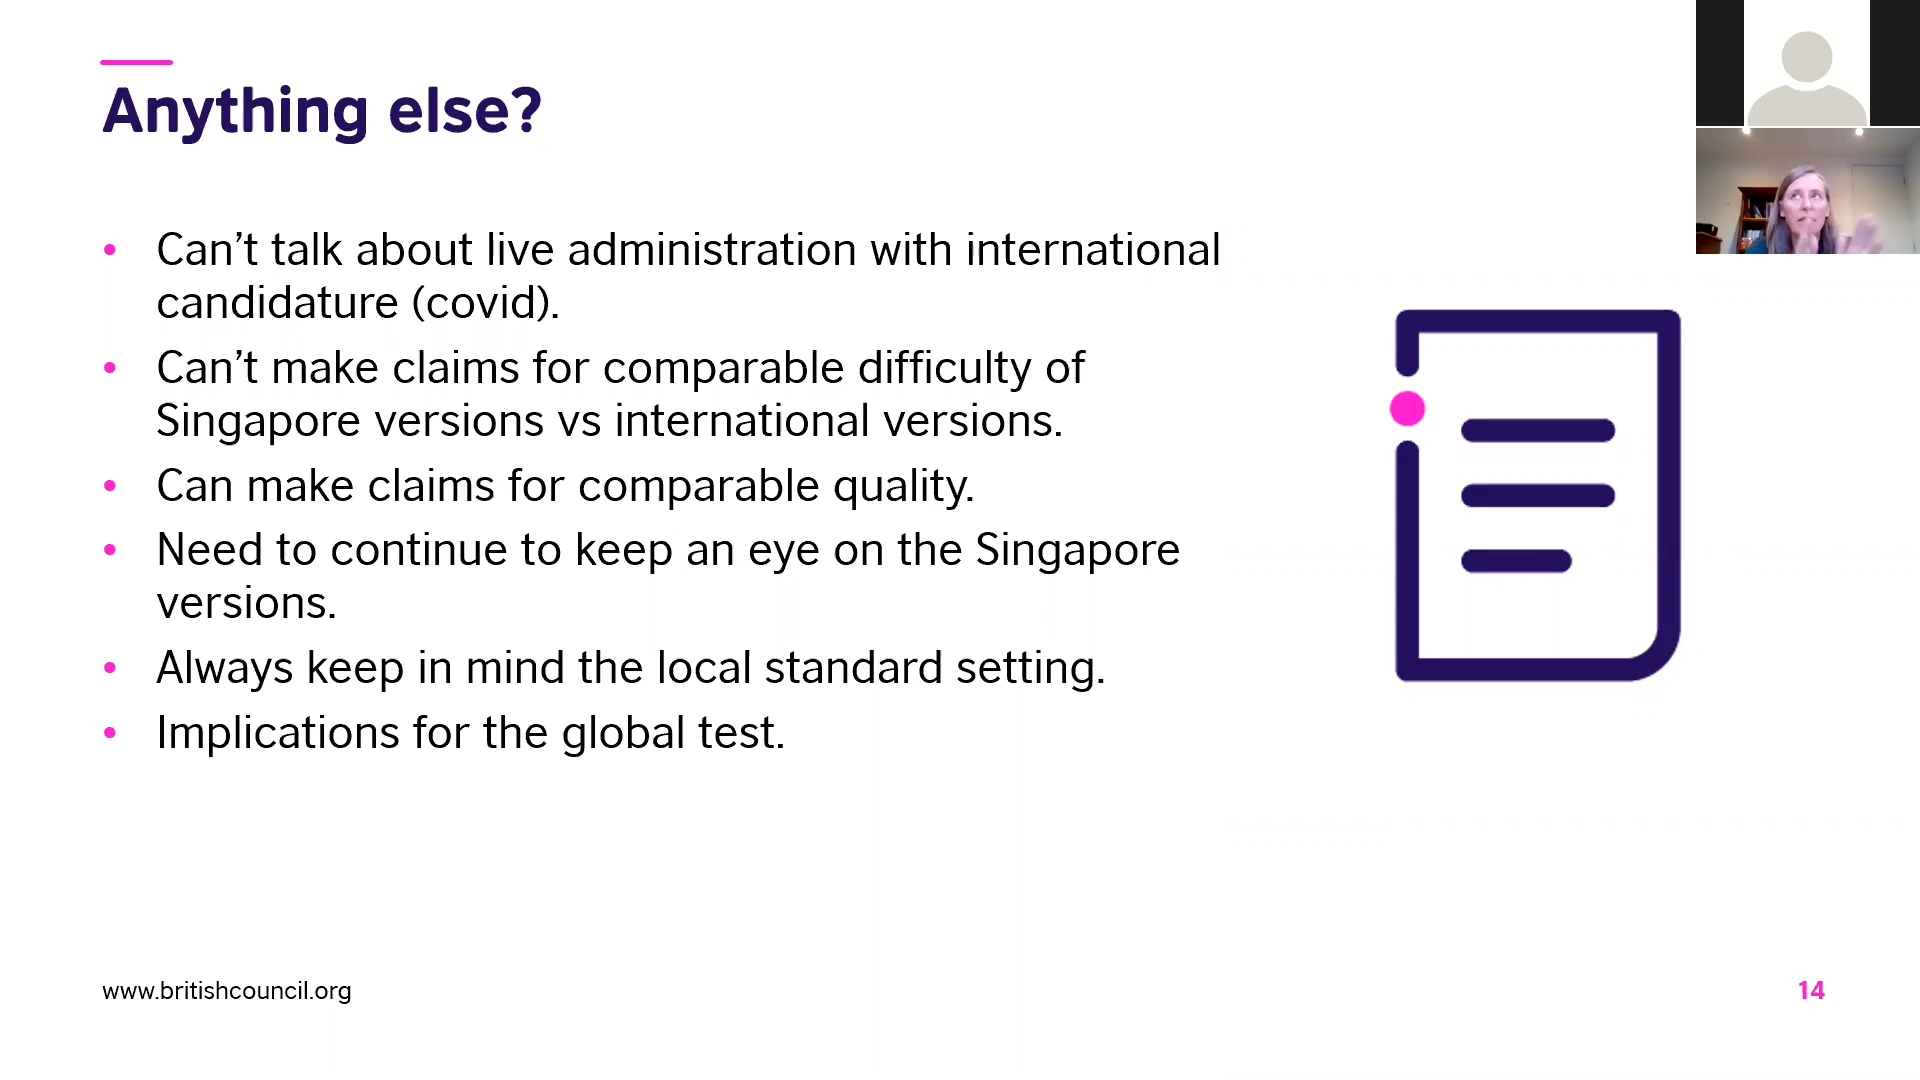 Anything else?
• Can’t talk about live administration with international
candidature (covid).
• Can’t make claims for comparable difficulty of
Singapore versions vs international versions.
• Can make claims for comparable quality.
• Need to continue to keep an eye on the Singapore
versions.
• Always keep in mind the local standard setting.
• Implications for the global test.
www.britishcouncil.org
14